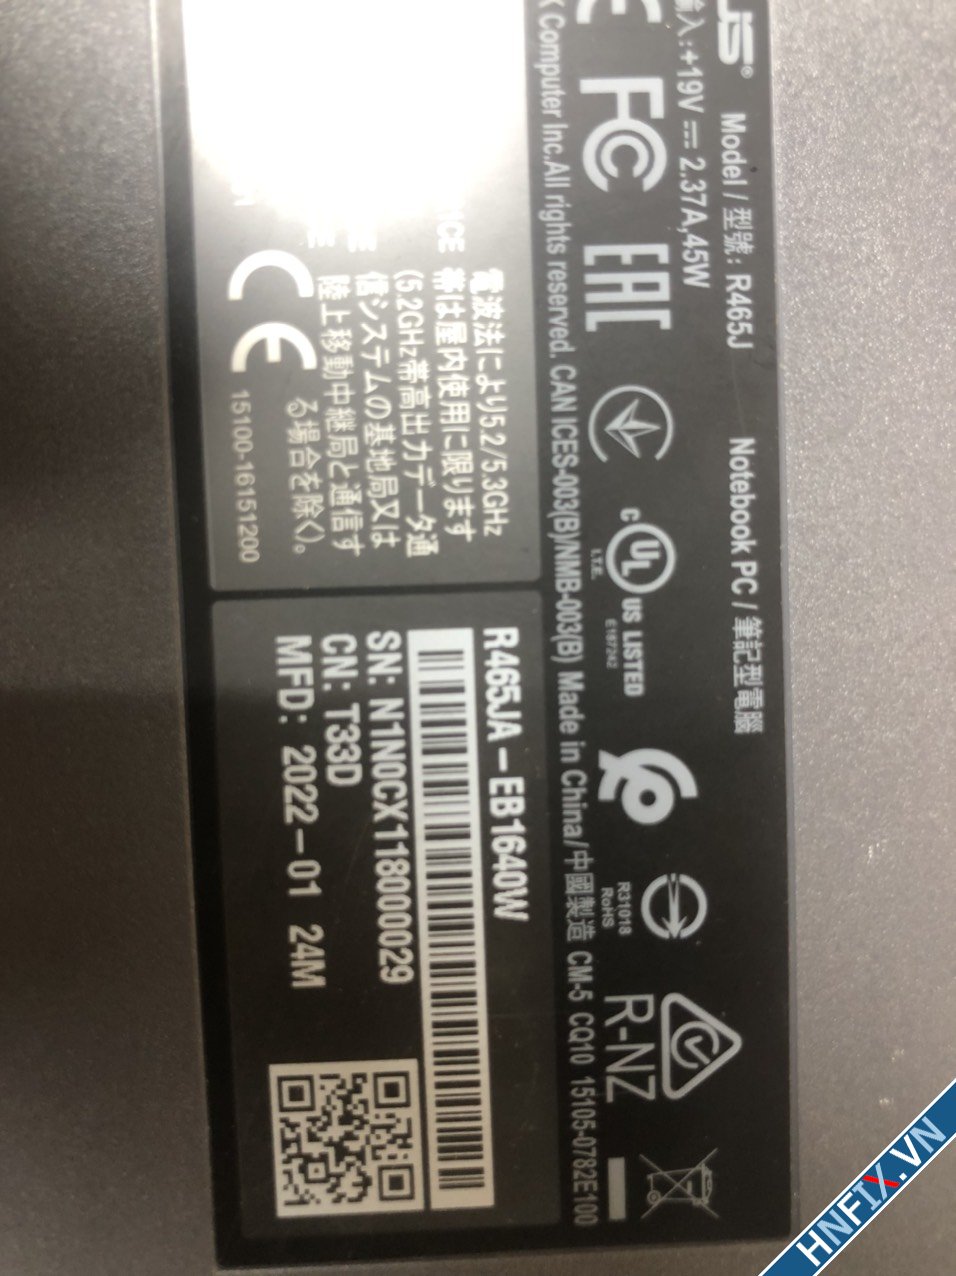 US®
Model / 型號: R465J
Notebook PC / 筆記型電腦
輸入:+19V ⎓ 2.37A,45W
FC
EAC
c UL US LISTED
I.T.E.
E187242
R31018
RoHS
R-NZ
K Computer Inc.All rights reserved. CAN ICES-003(B)/NMB-003(B) Made in China/中國製造 CM-5 CQ10 15105-0782E100
電波法により5.2/5.3GHz
帯は屋内使用に限ります
(5.2GHz帯高出力データ通
信システムの基地局又は
陸上移動中継局と通信す
る場合を除く)。
CE
15100-16151200
R465JA-EB1640W
SN: N1N0CX118000029
CN: T33D
MFD: 2022-01 24M
HNFIX.VN